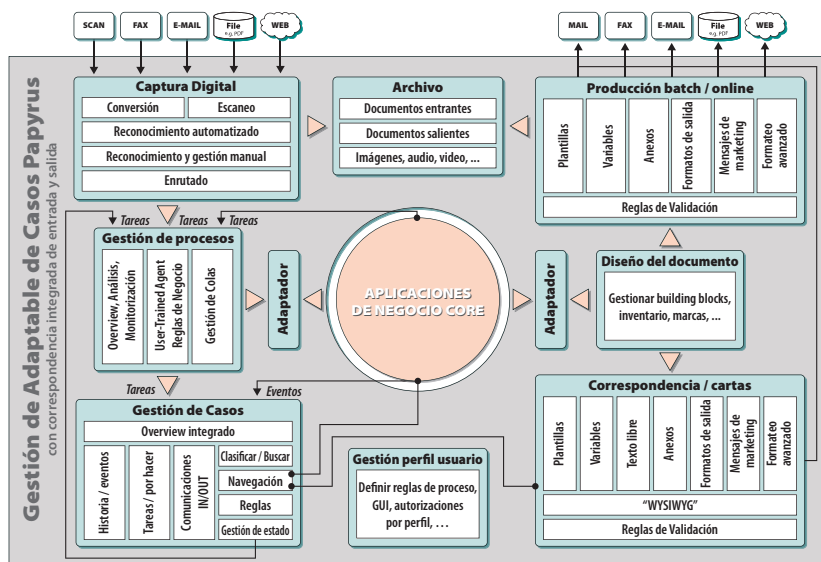 SCAN
FAX
E-MAIL
File
e.g. PDF
WEB
MAIL
FAX
E-MAIL
File
e.g. PDF
WEB
Gestión de Adaptable de Casos Papyrus
con correspondencia integrada de entrada y salida
Captura Digital
Conversión
Escaneo
Reconocimiento automatizado
Reconocimiento y gestión manual
Enrutado
Archivo
Documentos entrantes
Documentos salientes
Imágenes, audio, video, ...
Producción batch / online
Plantillas
Variables
Anexos
Formatos de salida
Mensajes de
marketing
Formateo
avanzado
Reglas de Validación
Tareas
Tareas
Tareas
Gestión de procesos
Overview, Análisis,
Monitorización
User-Trained Agent
Reglas de Negocio
Gestión de Colas
Adaptador
APLICACIONES
DE NEGOCIO CORE
Adaptador
Diseño del documento
Gestionar building blocks,
inventario, marcas, ...
Tareas
Eventos
Gestión de Casos
Overview integrado
Historia / eventos
Tareas / por hacer
Comunicaciones
IN/OUT
Clasificar / Buscar
Navegación
Reglas
Gestión de estado
Gestión perfil usuario
Definir reglas de proceso,
GUI, autorizaciones
por perfil, ...
Correspondencia / cartas
Plantillas
Variables
Texto libre
Anexos
Formatos de salida
Mensajes de
marketing
Formateo
avanzado
"WYSIWYG"
Reglas de Validación